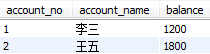 account_no account_name balance
1 李三 1200
2 王五 1800